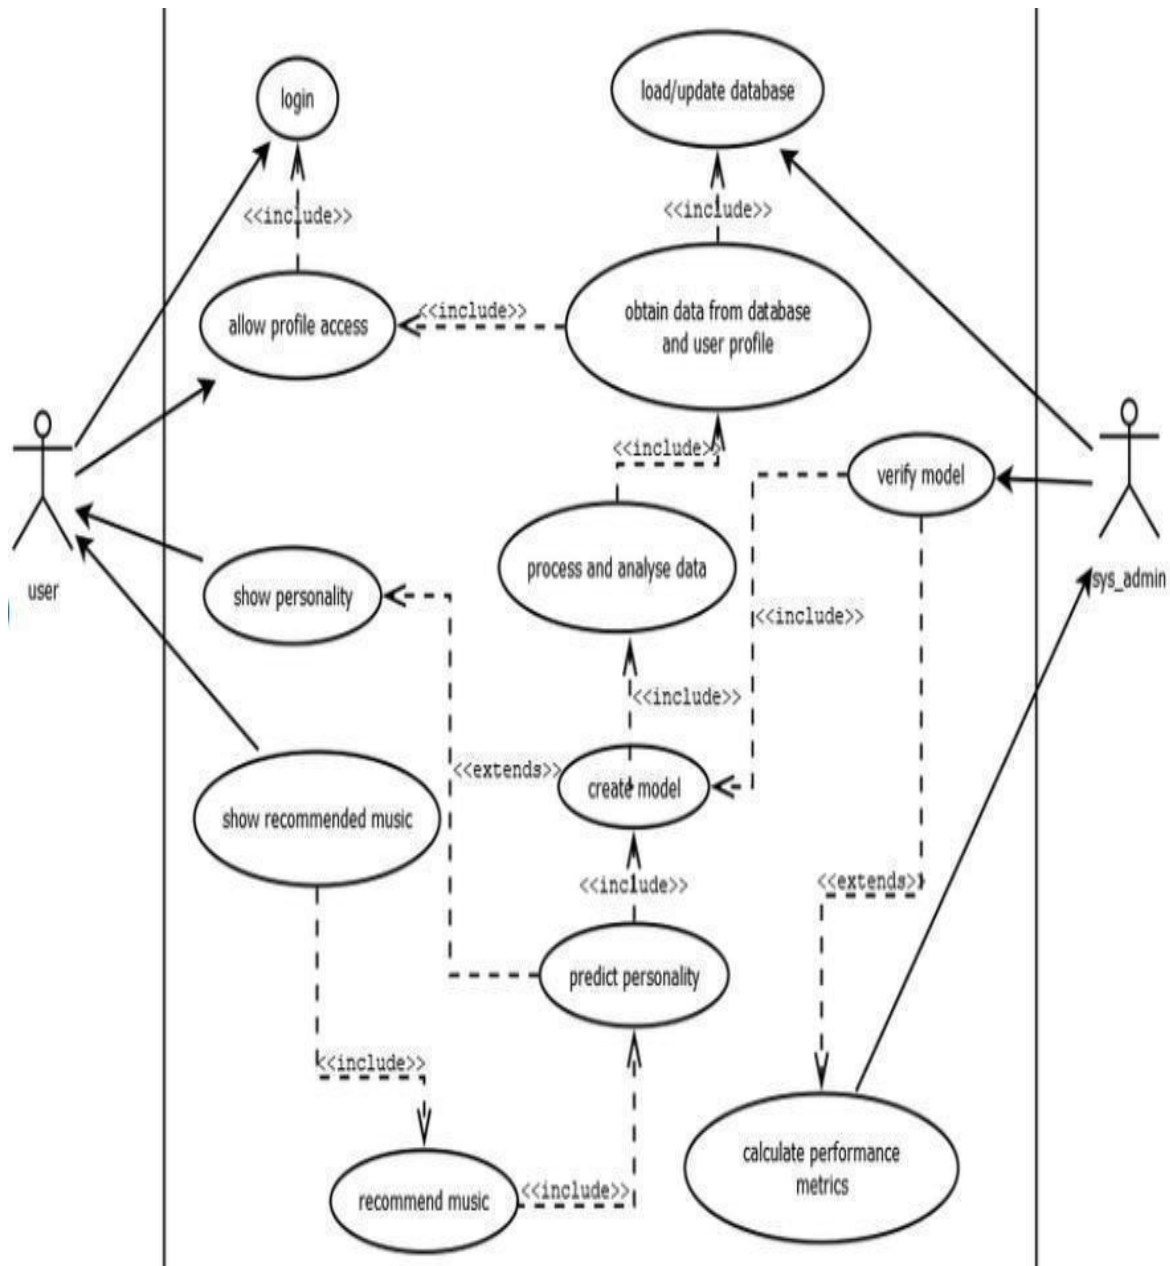 login
load/update database
<<include>>
<<include>>
allow profile access
<<include>>
obtain data from database
and user profile
<<include>>
verify model
user
sys_admin
process and analyse data
show personality
<<include>>
<<include>>
<<extends>>
create model
show recommended music
<<include>>
<<extends>>
predict personality
<<include>>
calculate performance
metrics
recommend music
<<include>>